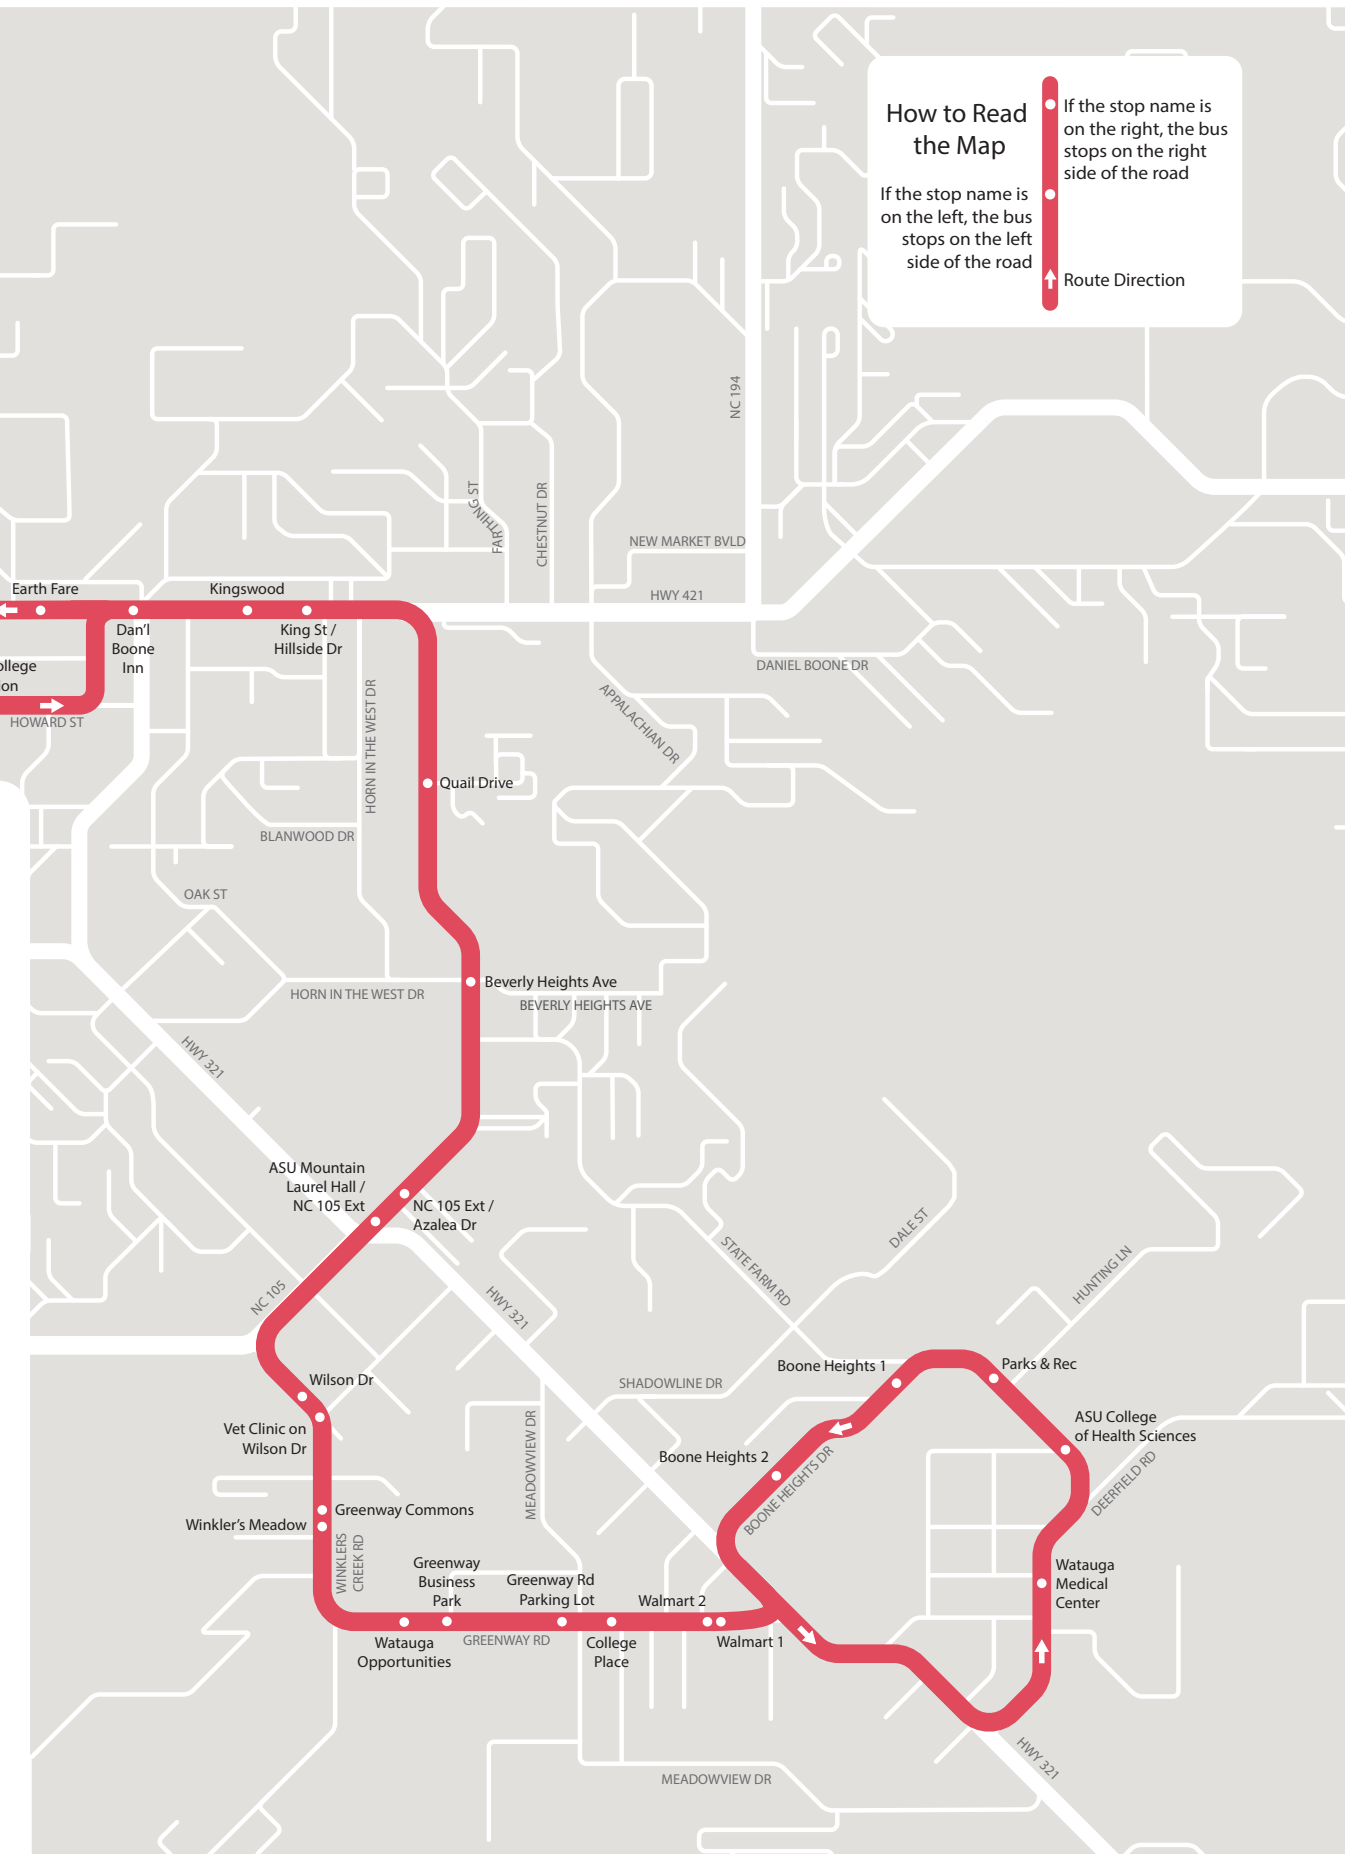 How to Read
the Map
If the stop name is
on the right, the bus
stops on the right
side of the road
If the stop name is
on the left, the bus
stops on the left
side of the road
Route Direction
NC 194
FARTHING ST
CHESTNUT DR
NEW MARKET BVLD
HWY 421
Earth Fare
Kingswood
Dan'l
Boone
Inn
King St /
Hillside Dr
ollege
ion
HOWARD ST
DANIEL BOONE DR
APPALACHIAN DR
HORN IN THE WEST DR
Quail Drive
BLANWOOD DR
OAK ST
Beverly Heights Ave
HORN IN THE WEST DR
BEVERLY HEIGHTS AVE
HWY 321
ASU Mountain
Laurel Hall /
NC 105 Ext
NC 105 Ext /
Azalea Dr
NC 105
HWY 321
STATE FARM RD
DALE ST
HUNTING LN
Boone Heights 1
Parks & Rec
Wilson Dr
SHADOWLINE DR
Vet Clinic on
Wilson Dr
MEADOWVIEW DR
ASU College
of Health Sciences
Boone Heights 2
BOONE HEIGHTS DR
DEERFIELD RD
Greenway Commons
Winkler's Meadow
WINKLERS
CREEK RD
Greenway
Business
Park
Greenway Rd
Parking Lot
Walmart 2
Watauga
Medical
Center
Watauga
Opportunities
GREENWAY RD
College
Place
Walmart 1
HWY 321
MEADOWVIEW DR